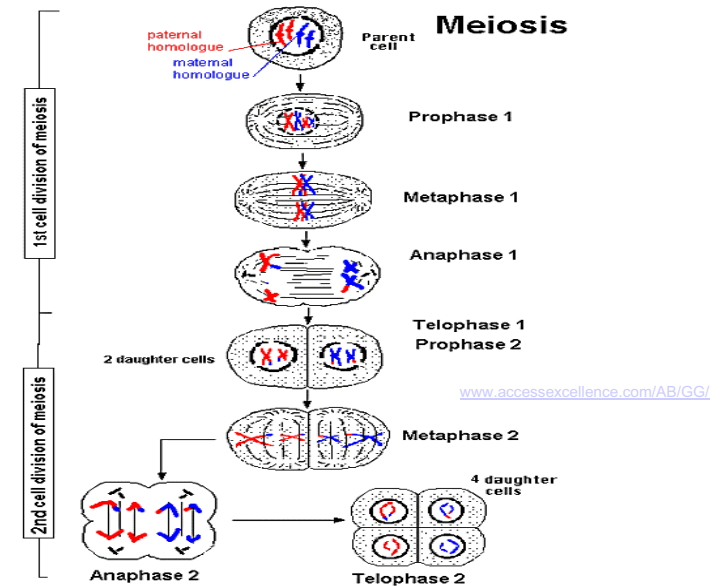 Meiosis
paternal
homologue
maternal
homologue
Parent
cell
1st cell division of meiosis
Prophase 1
Metaphase 1
Anaphase 1
Telophase 1
Prophase 2
2 daughter cells
www.accessexcellence.com/AB/GG/
2nd cell division of meiosis
Metaphase 2
4 daughter
cells
Anaphase 2
Telophase 2